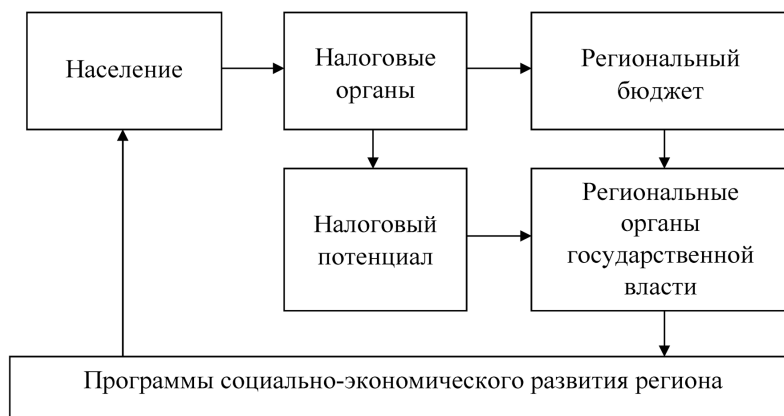 Население
Налоговые
органы
Региональный
бюджет
Налоговый
потенциал
Региональные
органы
государственной
власти
Программы социально-экономического развития региона